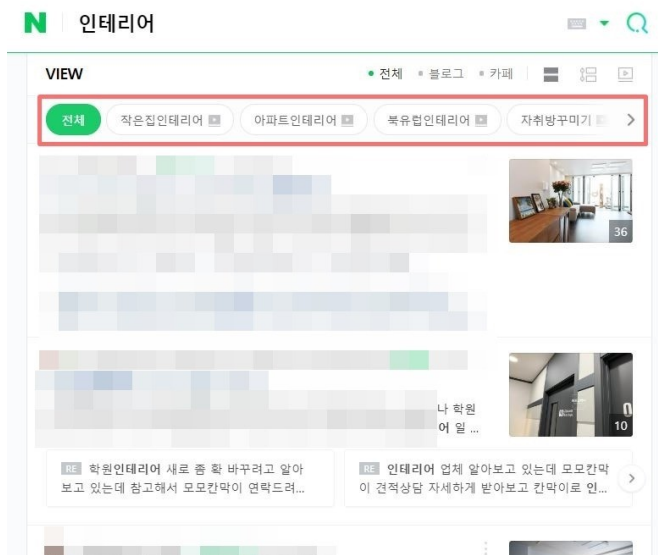 N 인테리어
VIEW
전체 블로그 카페
전체 작은집인테리어 아파트인테리어 북유럽인테리어 자취방꾸미기
36
나 학원
어 일 ...
10
RE 학원인테리어 새로 좀 확 바꾸려고 알아
보고 있는데 참고해서 모모칸막이 연락드려...
RE 인테리어 업체 알아보고 있는데 모모칸막
이 견적상담 자세하게 받아보고 칸막이로 인...